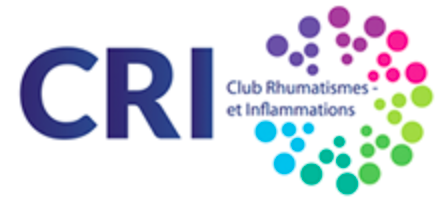 CRI
Club Rhumatismes -
et Inflammations